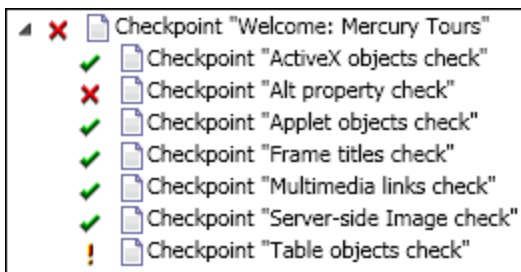 Checkpoint "Welcome: Mercury Tours"
Checkpoint "ActiveX objects check"
Checkpoint "Alt property check"
Checkpoint "Applet objects check"
Checkpoint "Frame titles check"
Checkpoint "Multimedia links check"
Checkpoint "Server-side Image check"
Checkpoint "Table objects check"